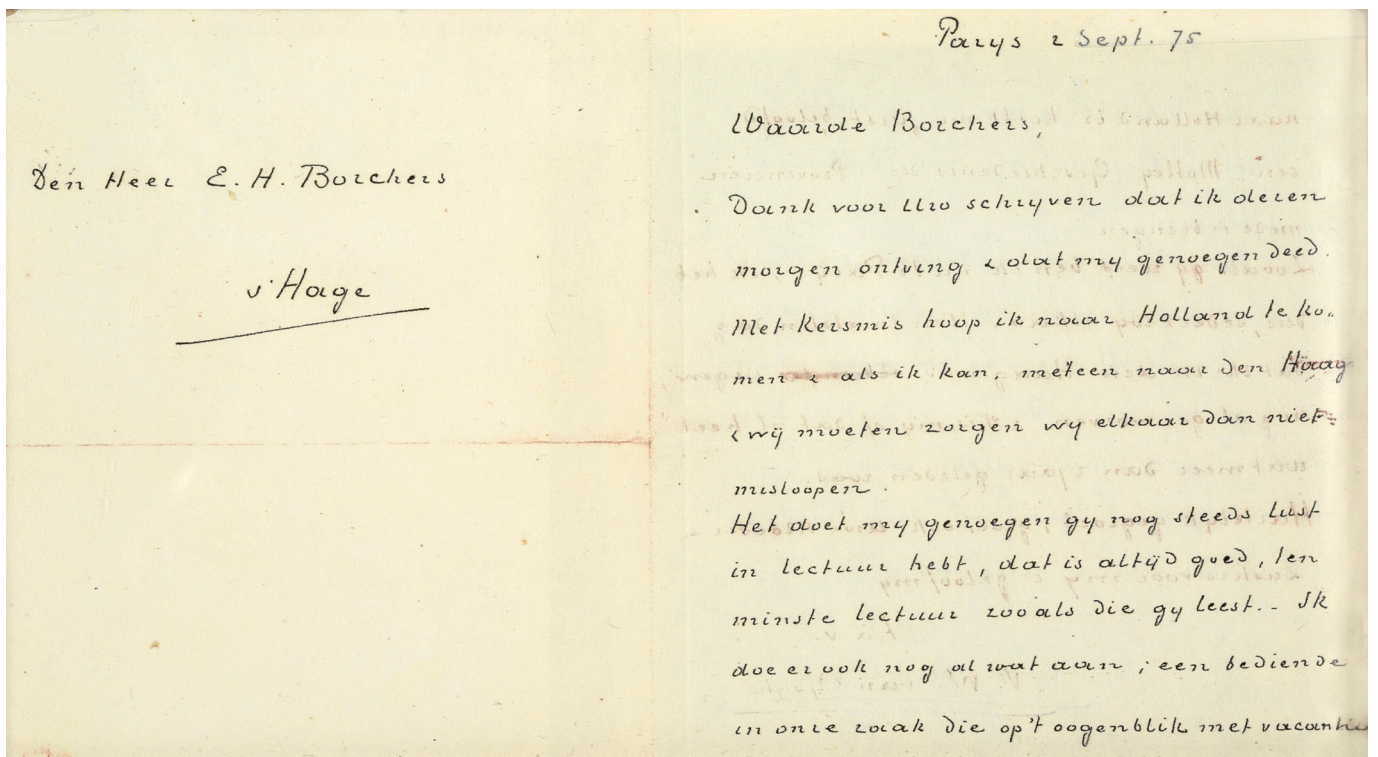 Den Heer E. H. Borchers
s'Hage
Parys 2 Sept. 75
Waarde Borchers,
Dank voor Uw schryven dat ik dezen
morgen ontving & dat my genoegen deed.
Met Kersmis hoop ik naar Holland te ko„
men & als ik kan, meteen naar den Haag
& wij moeten zorgen wy elkaar dan niet
misloopen.
Het doet my genoegen gy nog steeds lust
in lectuur hebt, dat is altijd goed, ten
minste lectuur zooals die gy leest. - Ik
doe er ook nog al wat aan; een bediende
in onze zaak die op't oogenblik met vacantie